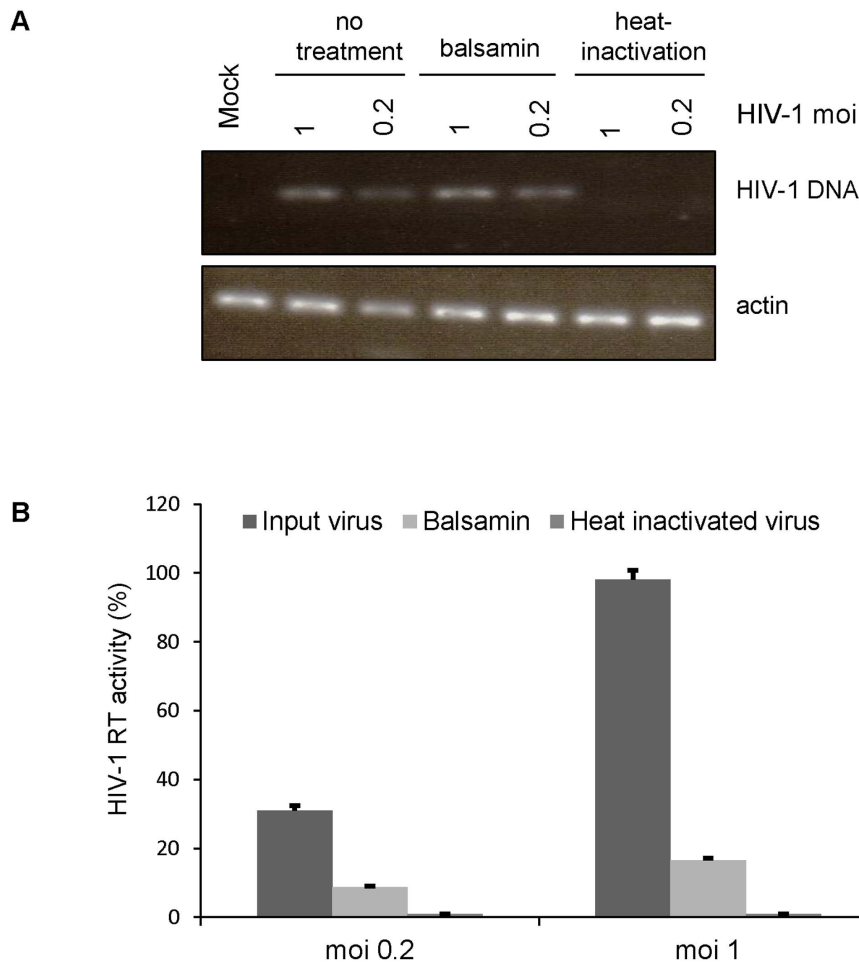 A
no
treatment
balsamin
heat-
inactivation
Mock
1
0.2
1
0.2
1
0.2
HIV-1 moi
HIV-1 DNA
actin
B
120
100
80
60
40
20
0
HIV-1 RT activity (%)
Input virus
Balsamin
Heat inactivated virus
moi 0.2
moi 1